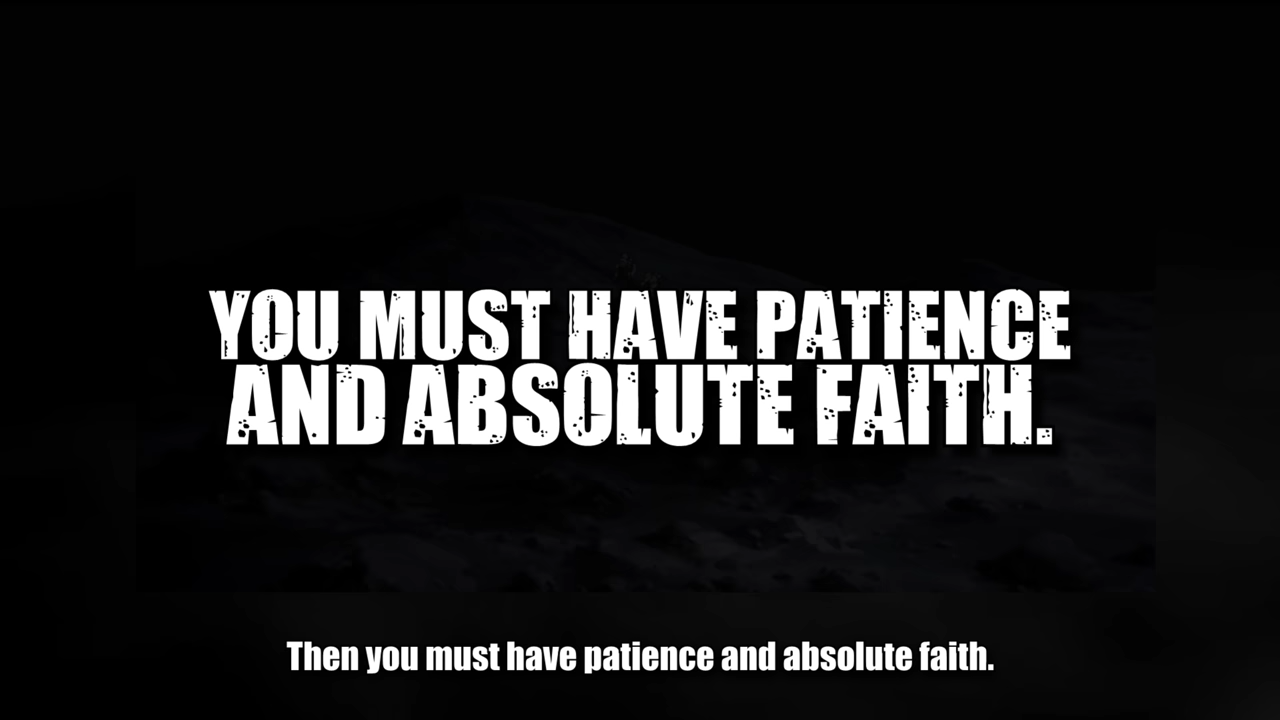 YOU MUST HAVE PATIENCE
AND ABSOLUTE FAITH.
Then you must have patience and absolute faith.